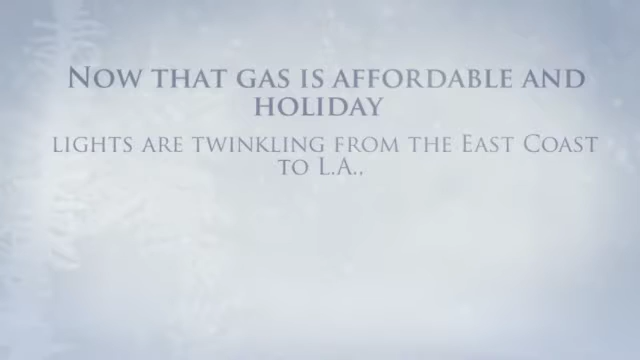 Now that gas is affordable and
holiday
lights are twinkling from the East Coast
to L.A.,